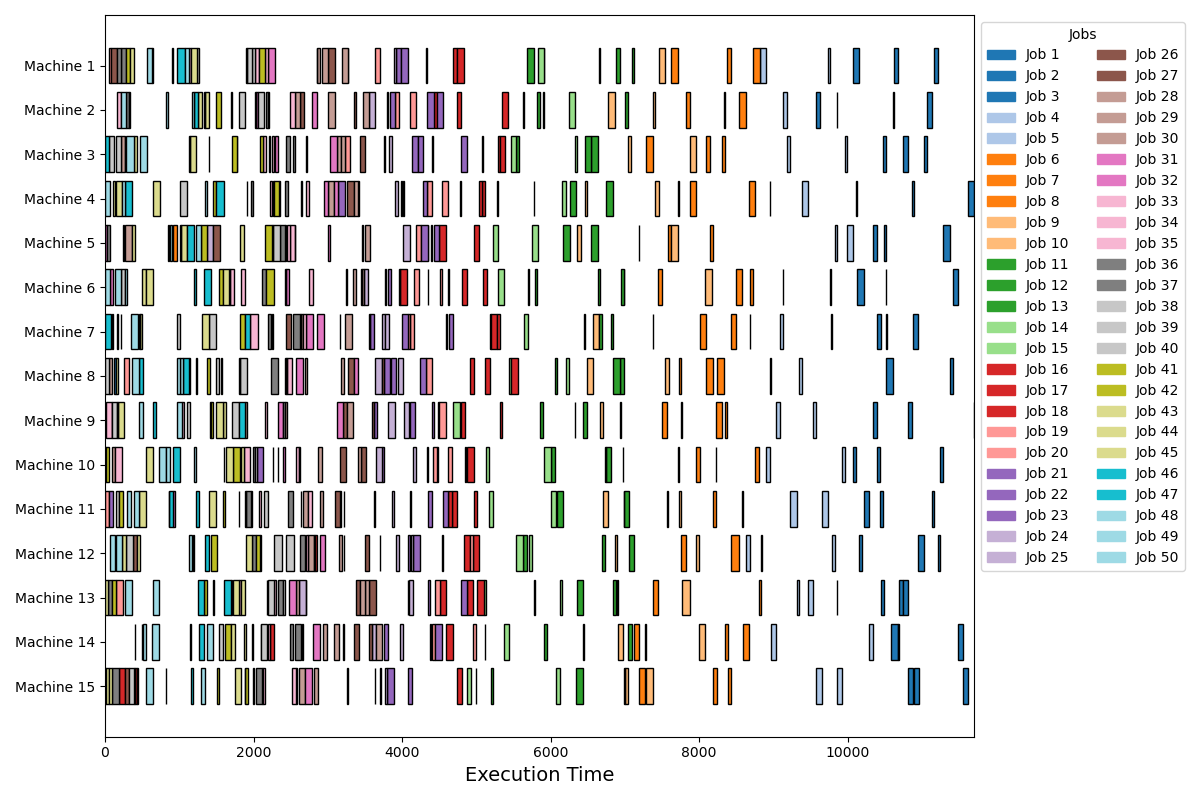 Jobs
Machine 1
Machine 2
Machine 3
Machine 4
Machine 5
Machine 6
Machine 7
Machine 8
Machine 9
Machine 10
Machine 11
Machine 12
Machine 13
Machine 14
Machine 15
0 2000 4000 6000 8000 10000
Execution Time
Job 1 Job 26
Job 2 Job 27
Job 3 Job 28
Job 4 Job 29
Job 5 Job 30
Job 6 Job 31
Job 7 Job 32
Job 8 Job 33
Job 9 Job 34
Job 10 Job 35
Job 11 Job 36
Job 12 Job 37
Job 13 Job 38
Job 14 Job 39
Job 15 Job 40
Job 16 Job 41
Job 17 Job 42
Job 18 Job 43
Job 19 Job 44
Job 20 Job 45
Job 21 Job 46
Job 22 Job 47
Job 23 Job 48
Job 24 Job 49
Job 25 Job 50